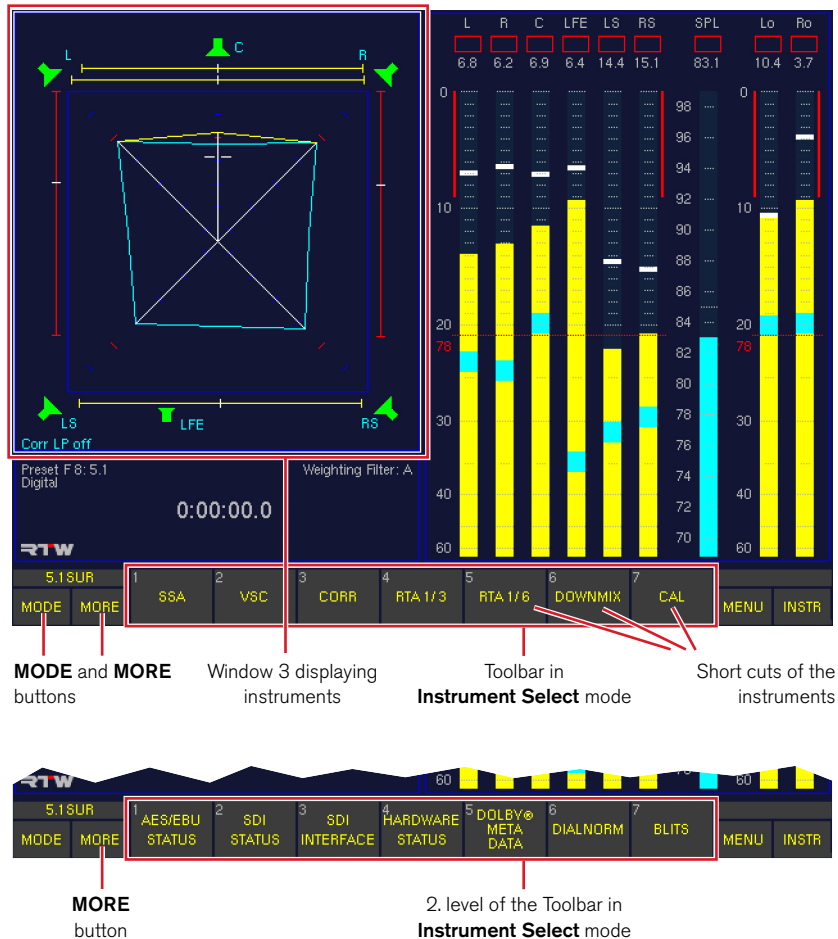 L R C LFE LS RS SPL Lo Ro
6.8 6.2 6.9 6.4 14.4 15.1 83.1 10.4 3.7
L C R
LS LFE RS
Corr LP off
0
10
20
78
30
40
60
98
96
94
92
90
88
86
84
82
80
78
76
74
72
70
0
10
20
78
30
40
60
Preset F 8: 5.1
Digital
Weighting Filter: A
0:00:00.0
RTW
5.1SUR
MODE MORE
1 SSA
2 VSC
3 CORR
4 RTA 1/3
5 RTA 1/6
6 DOWNMIX
7 CAL
MENU INSTR
MODE and MORE
buttons
Window 3 displaying
instruments
Toolbar in
Instrument Select mode
Short cuts of the
instruments
RTW
60
60
5.1SUR
MODE MORE
1 AES/EBU
STATUS
2 SDI
STATUS
3 SDI
INTERFACE
4 HARDWARE
STATUS
5 DOLBY®
META
DATA
6 DIALNORM
7 BLITS
MENU INSTR
MORE
button
2. level of the Toolbar in
Instrument Select mode